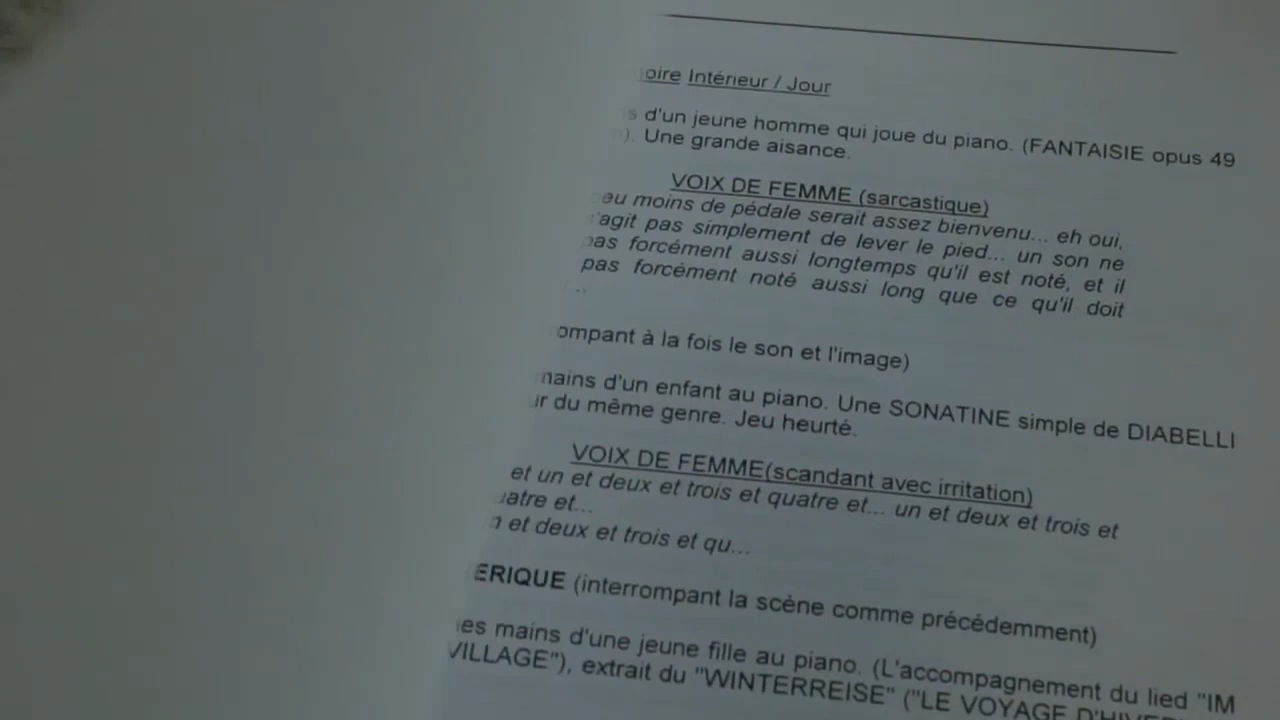 oire Intérieur / Jour
s d'un jeune homme qui joue du piano. (FANTAISIE opus 49
). Une grande aisance.
VOIX DE FEMME (sarcastique)
eu moins de pédale serait assez bienvenu... eh oui,
'agit pas simplement de lever le pied... un son ne
pas forcément aussi longtemps qu'il est noté, et il
pas forcément noté aussi long que ce qu'il doit
..
ompant à la fois le son et l'image)
mains d'un enfant au piano. Une SONATINE simple de DIABELLI
ur du même genre. Jeu heurté.
VOIX DE FEMME(scandant avec irritation)
et un et deux et trois et quatre et... un et deux et trois et
uatre et...
n et deux et trois et qu...
ERIQUE (interrompant la scène comme précédemment)
es mains d'une jeune fille au piano. (L'accompagnement du lied "IM
VILLAGE"), extrait du "WINTERREISE" ("LE VOYAGE